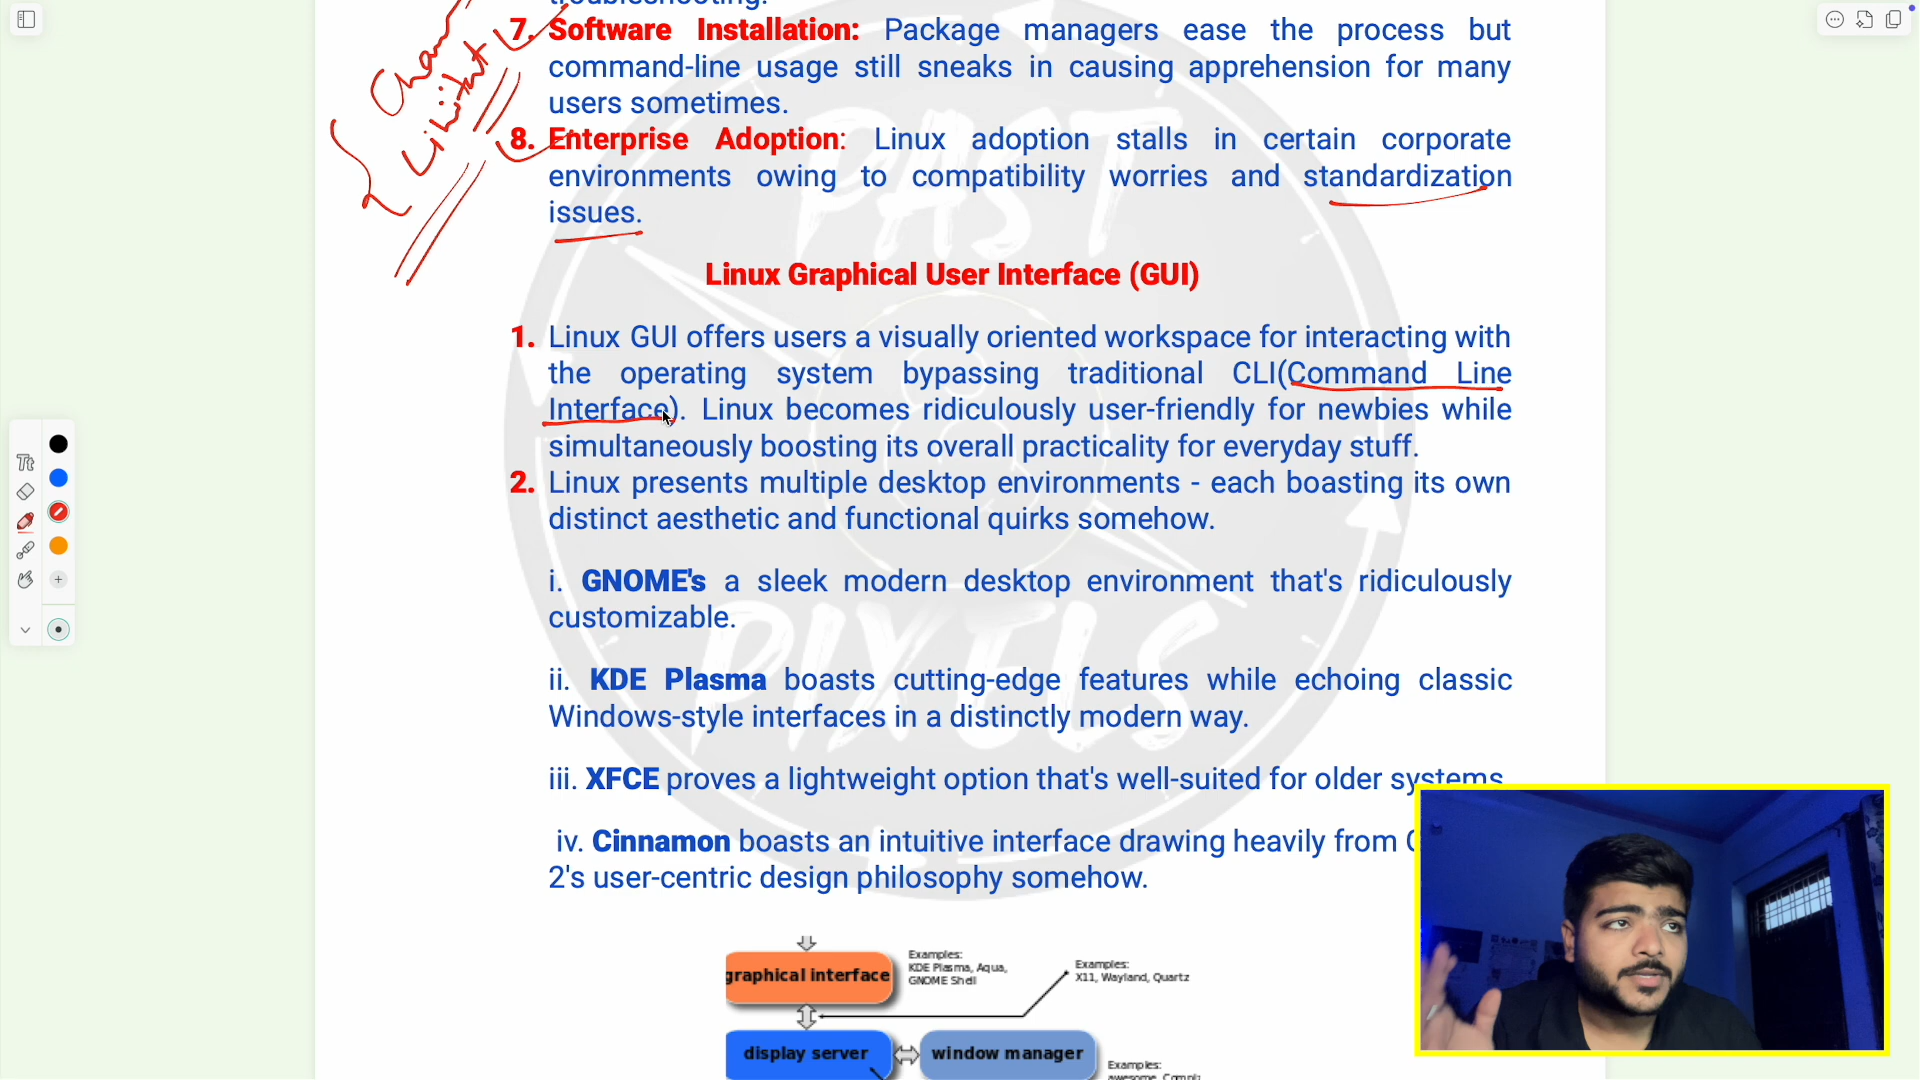 troubleshooting.
7. Software Installation: Package managers ease the process but
command-line usage still sneaks in causing apprehension for many
users sometimes.
8. Enterprise Adoption: Linux adoption stalls in certain corporate
environments owing to compatibility worries and standardization
issues.
Linux Graphical User Interface (GUI)
1. Linux GUI offers users a visually oriented workspace for interacting with
the operating system bypassing traditional CLI(Command Line
Interface). Linux becomes ridiculously user-friendly for newbies while
simultaneously boosting its overall practicality for everyday stuff.
2. Linux presents multiple desktop environments - each boasting its own
distinct aesthetic and functional quirks somehow.
i. GNOME's a sleek modern desktop environment that's ridiculously
customizable.
ii. KDE Plasma boasts cutting-edge features while echoing classic
Windows-style interfaces in a distinctly modern way.
iii. XFCE proves a lightweight option that's well-suited for older systems
iv. Cinnamon boasts an intuitive interface drawing heavily from
2's user-centric design philosophy somehow.
graphical interface
Examples:
KDE Plasma, Aqua,
GNOME Shell
Examples:
X11, Wayland, Quartz
display server
window manager
Examples:
PAST
PIXELS
Tt